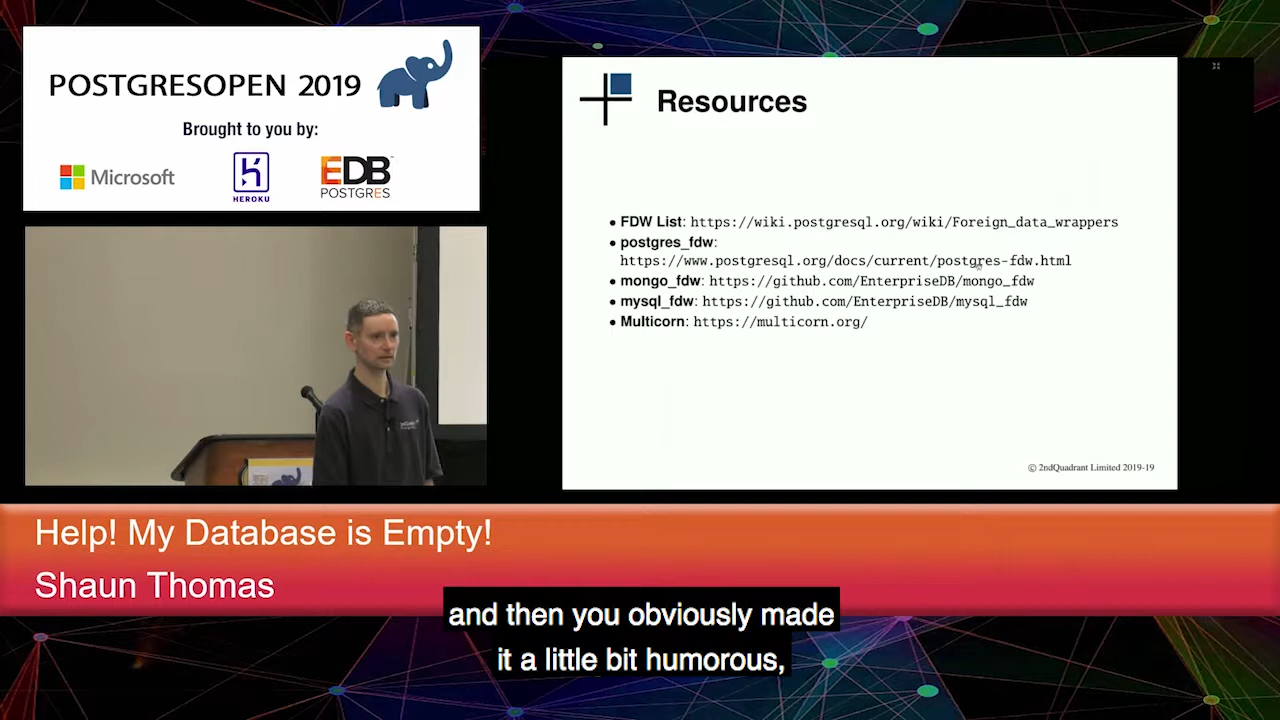 POSTGRESOPEN 2019
Brought to you by:
Microsoft
HEROKU
EDB
POSTGRES
Resources
• FDW List: https://wiki.postgresql.org/wiki/Foreign_data_wrappers
• postgres_fdw:
https://www.postgresql.org/docs/current/postgres-fdw.html
• mongo_fdw: https://github.com/EnterpriseDB/mongo_fdw
• mysql_fdw: https://github.com/EnterpriseDB/mysql_fdw
• Multicorn: https://multicorn.org/
© 2ndQuadrant Limited 2019-19
Help! My Database is Empty!
Shaun Thomas
and then you obviously made
it a little bit humorous,